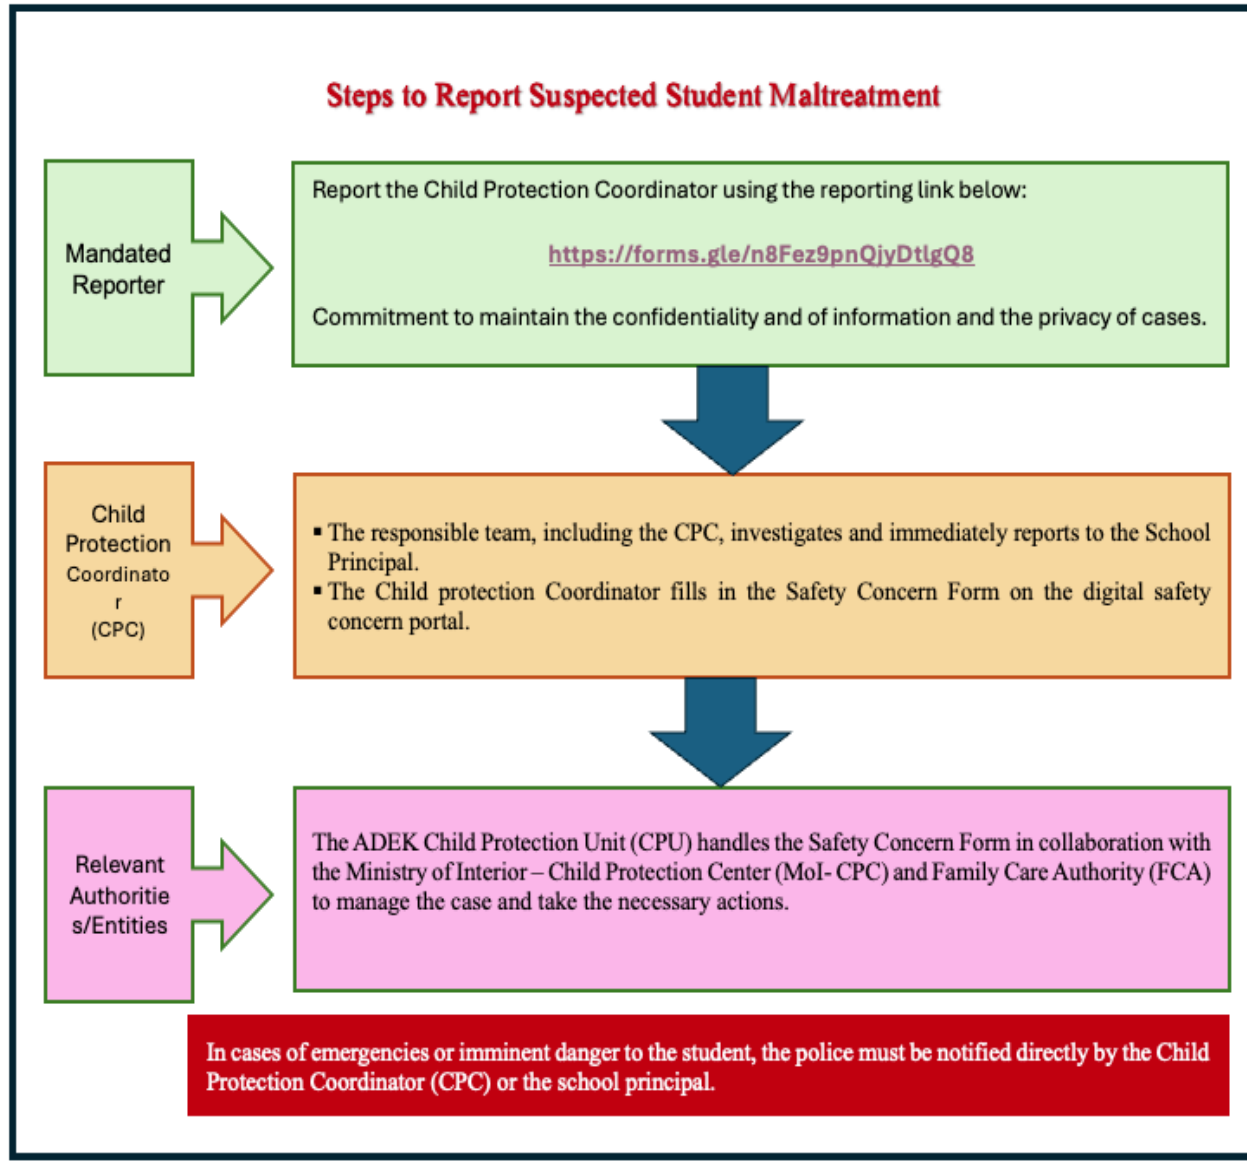 Steps to Report Suspected Student Maltreatment
Mandated
Reporter
Report the Child Protection Coordinator using the reporting link below:
https://forms.gle/n8Fez9pnQjyDtlgQ8
Commitment to maintain the confidentiality and of information and the privacy of cases.
Child
Protection
Coordinato
r
(CPC)
▪ The responsible team, including the CPC, investigates and immediately reports to the School
Principal.
▪ The Child protection Coordinator fills in the Safety Concern Form on the digital safety
concern portal.
Relevant
Authoritie
s/Entities
The ADEK Child Protection Unit (CPU) handles the Safety Concern Form in collaboration with
the Ministry of Interior – Child Protection Center (MoI- CPC) and Family Care Authority (FCA)
to manage the case and take the necessary actions.
In cases of emergencies or imminent danger to the student, the police must be notified directly by the Child
Protection Coordinator (CPC) or the school principal.